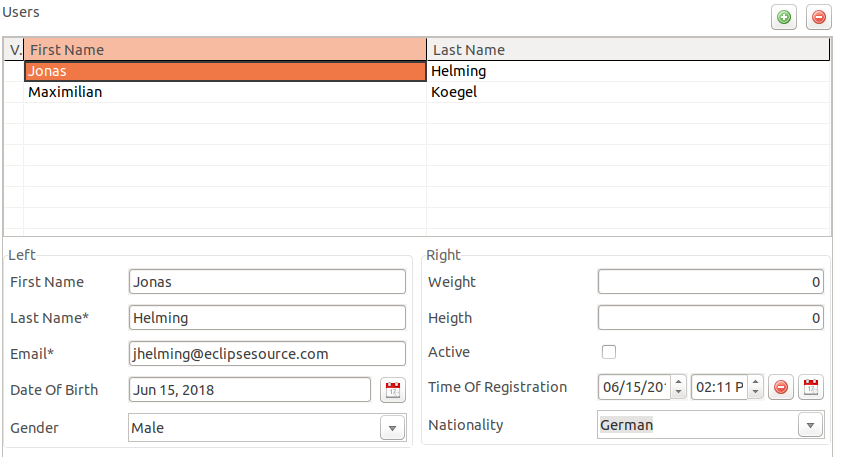 Users
V. First Name Last Name
Jonas Helming
Maximilian Koegel
Left Right
First Name Jonas Weight 0
Last Name* Helming Heigth 0
Email* jhelming@eclipsesource.com Active
Date Of Birth Jun 15, 2018 Time Of Registration 06/15/201 02:11 P
Gender Male Nationality German